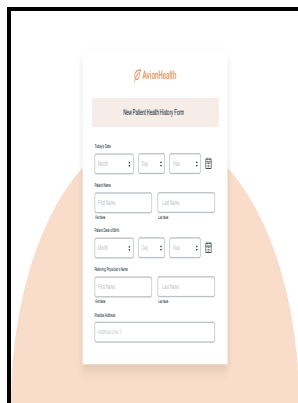 AvionHealth
New Patient Health History Form
Today's Date
Month Day Year
Patient Name
First Name Last Name
First Name Last Name
Patient Date of Birth
Month Day Year
Referring Physician's Name
First Name Last Name
First Name Last Name
Practice Address
Address Line 1